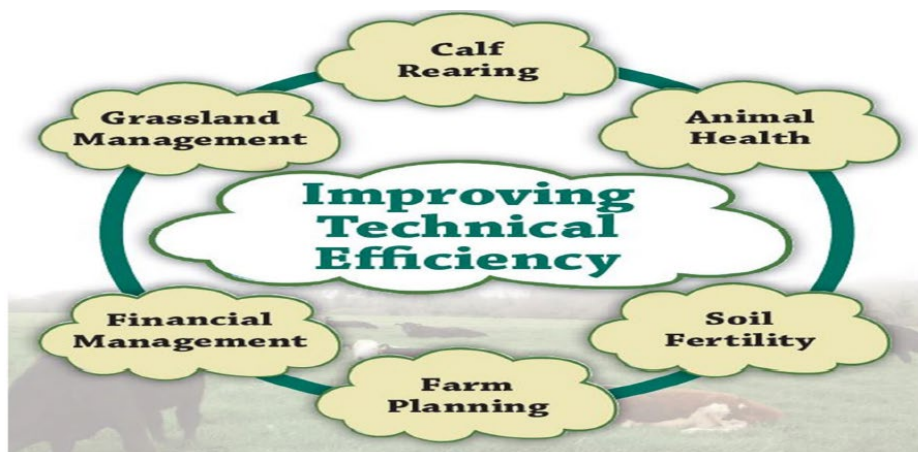 Calf
Rearing
Grassland
Management
Animal
Health
Improving
Technical
Efficiency
Financial
Management
Soil
Fertility
Farm
Planning